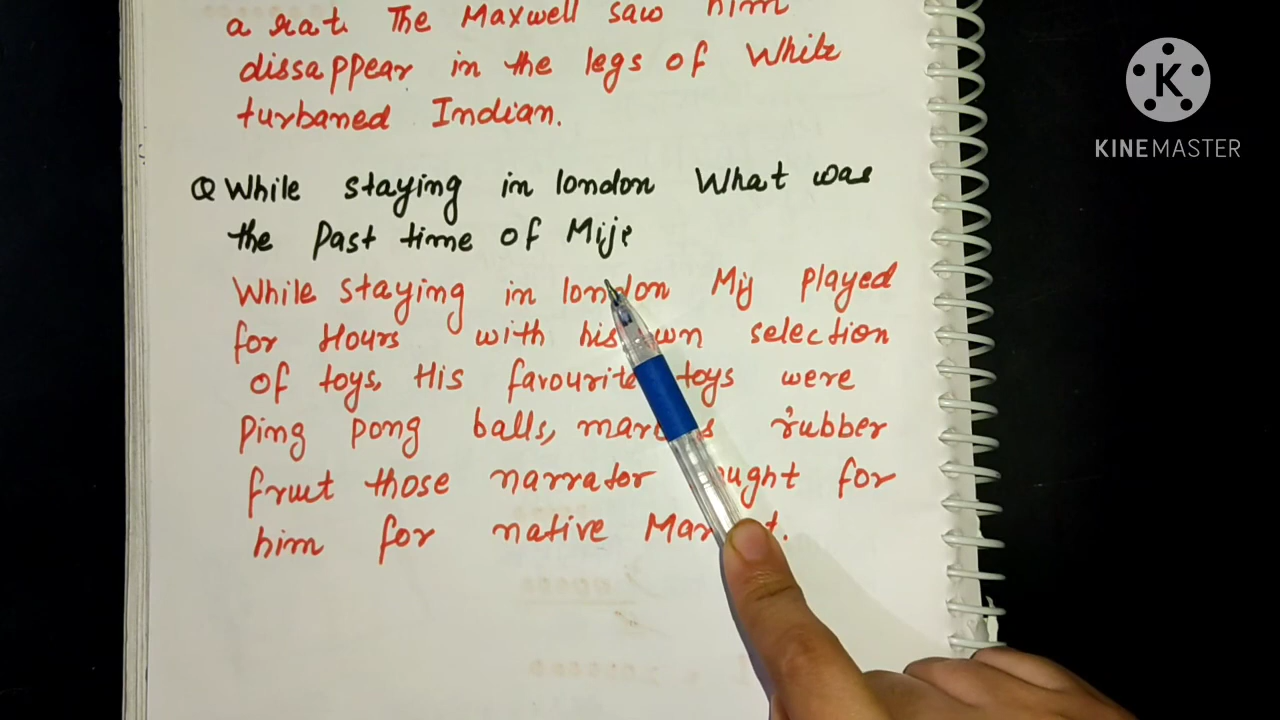 a rat. The Maxwell saw him
dissappear in the legs of White
turbaned Indian.
Q While staying in london What was
the Past time of Mij?
While staying in london Mij Played
for Hours with his own selection
of toys. His favourite toys were
Ping pong balls, rubber
fruit those narrator for
him for native
K
KINEMASTER